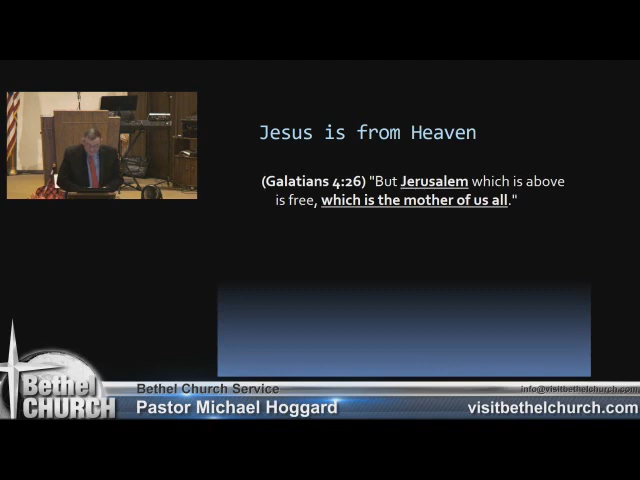 Jesus is from Heaven
(Galatians 4:26) "But Jerusalem which is above
is free, which is the mother of us all."
Bethel
CHURCH
Bethel Church Service
info@visitbethelchurch.com
Pastor Michael Hoggard
visitbethelchurch.com